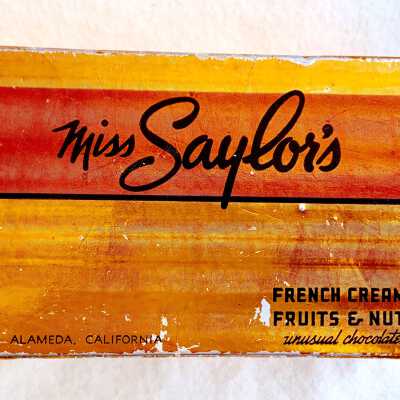 Miss Saylor's
FRENCH CREAM
FRUITS & NUT
unusual chocolate
ALAMEDA, CALIFORNIA